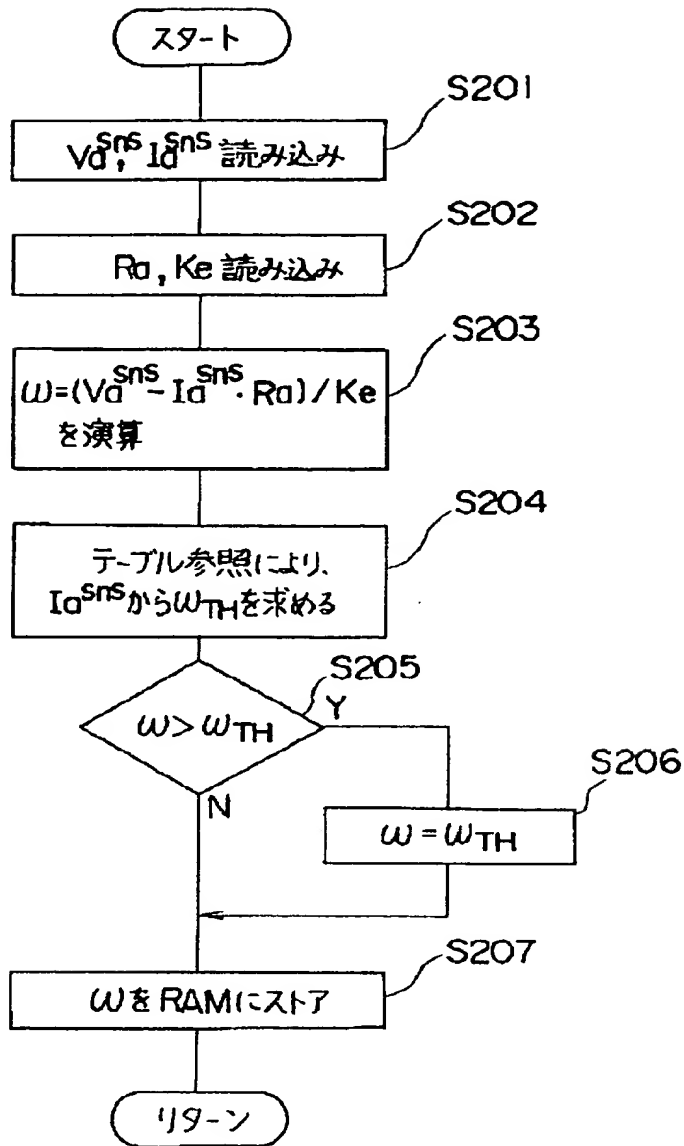 スタート
S201
Va^sns, Ia^sns 読み込み
S202
Ra, Ke 読み込み
S203
ω=(Va^sns-Ia^sns・Ra)/Ke
を演算
S204
テーブル参照により、
Ia^snsからω_THを求める
S205
ω>ω_TH
Y
N
S206
ω=ω_TH
S207
ωをRAMにストア
リターン